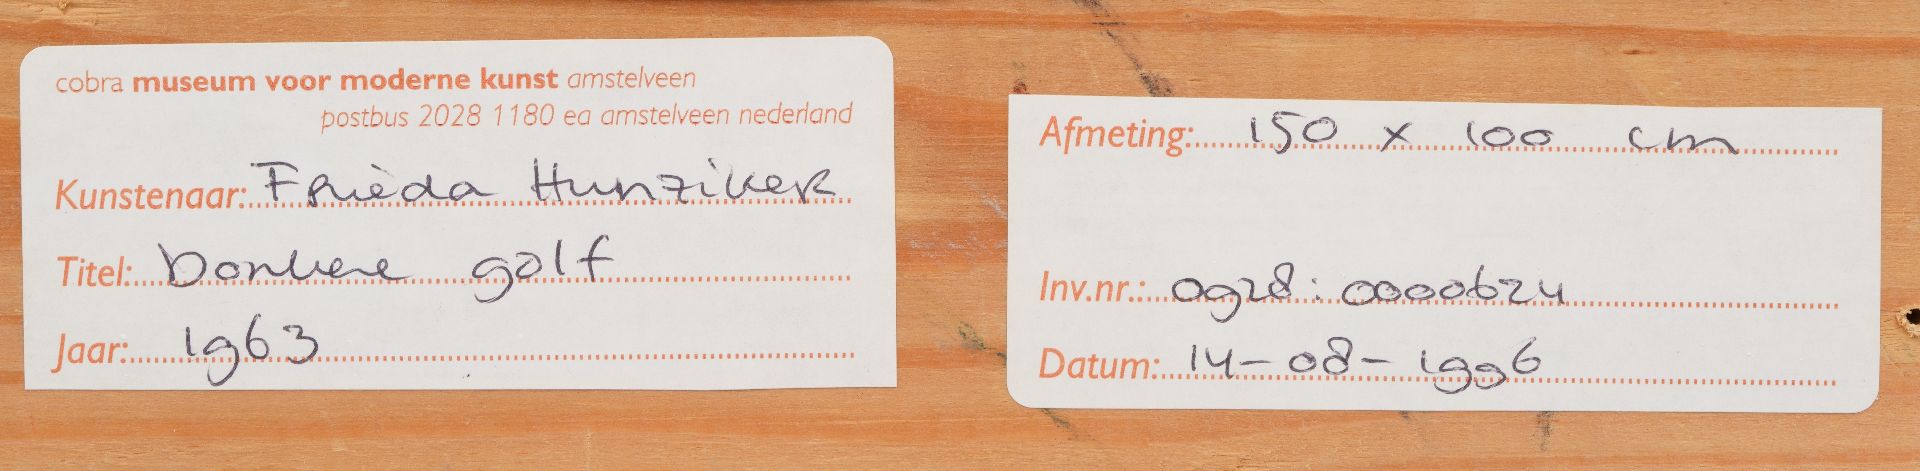 cobra museum voor moderne kunst amstelveen
postbus 2028 1180 ea amstelveen nederland
Kunstenaar: Frièda Hunziker
Titel: Donkere golf
Jaar: 1963
Afmeting: 150 x 100 cm
Inv.nr.: 0928:0000624
Datum: 14-08-1996